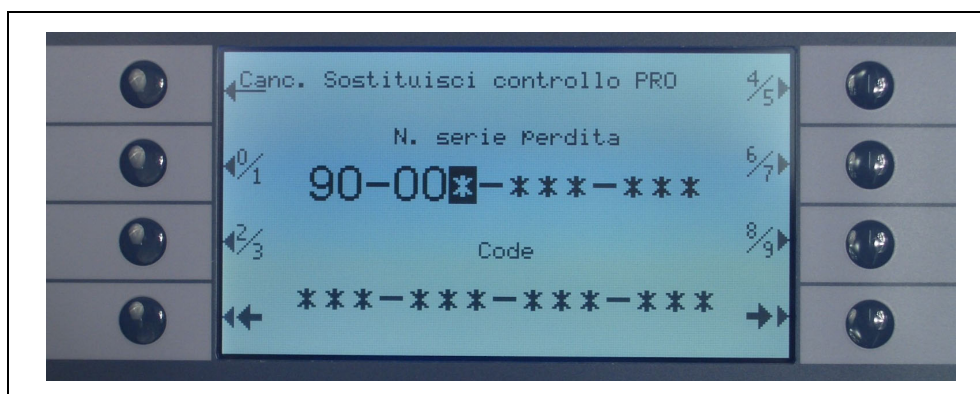 Canc. Sostituisci controllo PRO 4/5
N. serie Perdita
0/1 6/7
90-00*-***-***
2/3 Code 8/9
***-***-***-***